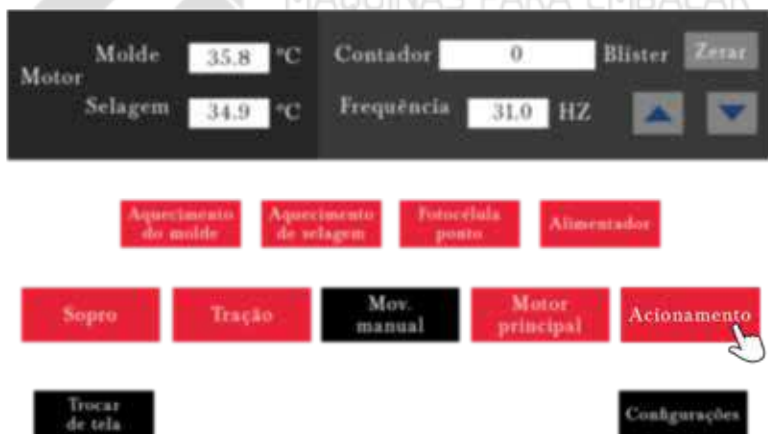 MÁQUINAS PARA EMBALAR
Molde 35.8 °C Contador 0 Blister Zerar
Motor
Selagem 34.9 °C Frequência 31.0 HZ
Aquecimento
do molde
Aquecimento
de selagem
Fotocélula
ponto
Alimentador
Sopro
Tração
Mov.
manual
Motor
principal
Acionamento
Trocar
de tela
Configurações